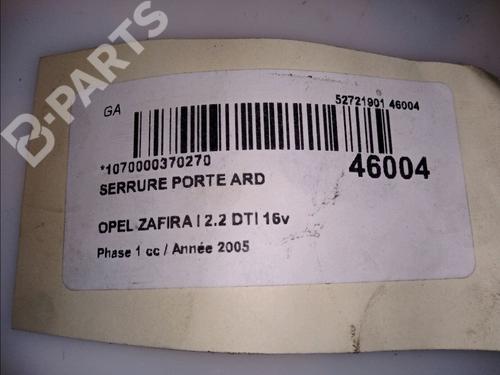 B-PARTS
GA
52721901 46004
*1070000370270
46004
SERRURE PORTE ARD
OPEL ZAFIRA I 2.2 DTI 16v
Phase 1 cc / Année 2005